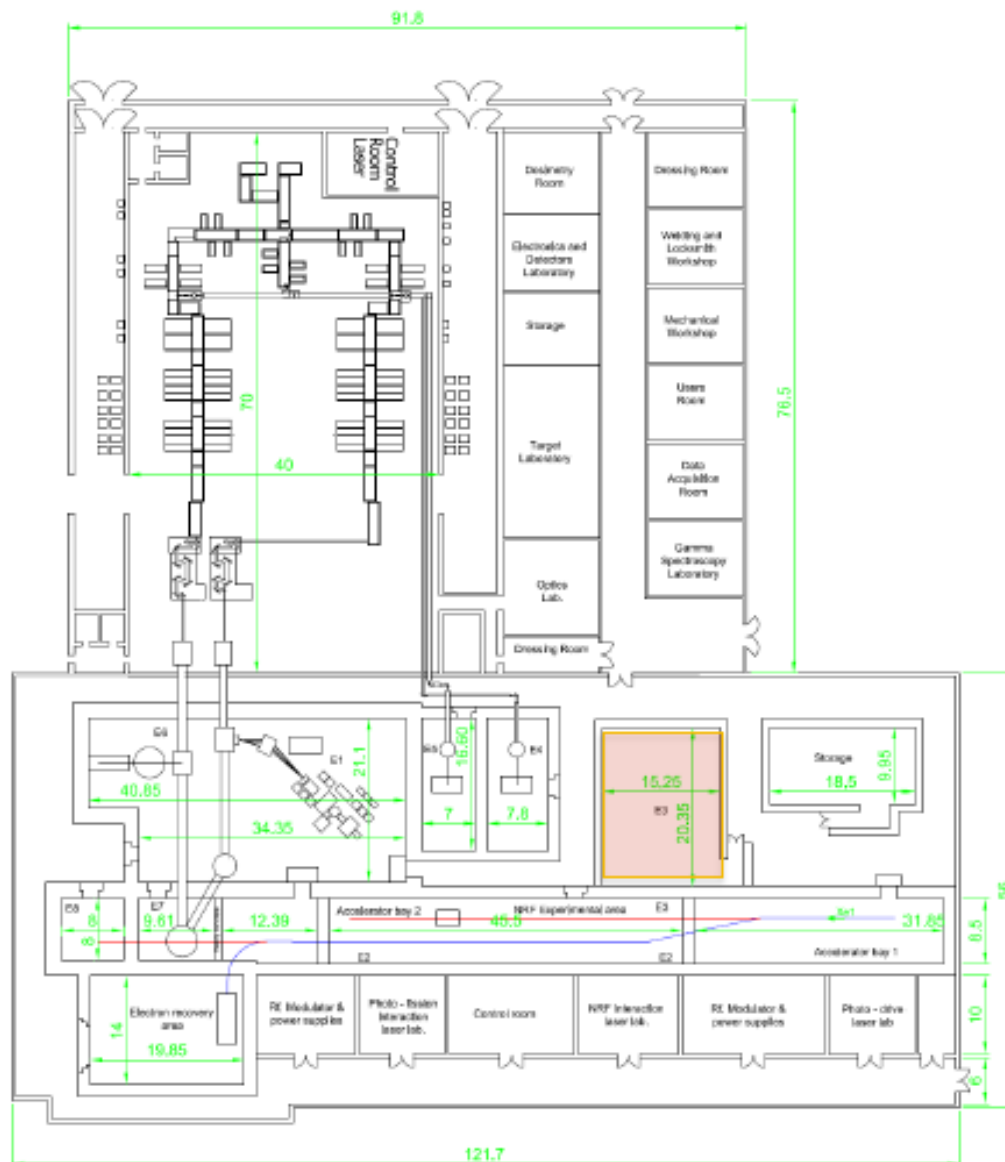 91.8
Control
Room
Laser
Dosimetry
Room
Dressing Room
Electronics and
Detectors
Laboratory
Welding and
Locksmith
Workshop
Storage
Mechanical
Workshop
70
76.5
Users
Room
40
Target
Laboratory
Data
Acquisition
Room
Gamma
Spectroscopy
Laboratory
Optics
Lab.
Dressing Room
E6
E1
21.1
E5
16.60
E4
Storage
9.95
40.85
15.25
18.5
E3
20.35
7
7.8
34.35
E8
E7
Accelerator bay 2
NRF Experimental area
E3
8
9.61
12.39
45.5
31.85
8
E2
E2
Accelerator bay 1
8.5
Electron recovery
area
14
19.85
RF Modulator &
power supplies
Photo - fission
Interaction
laser lab.
Control room
NRF Interaction
laser lab.
RF Modulator &
power supplies
Photo - drive
laser lab
10
6
121.7